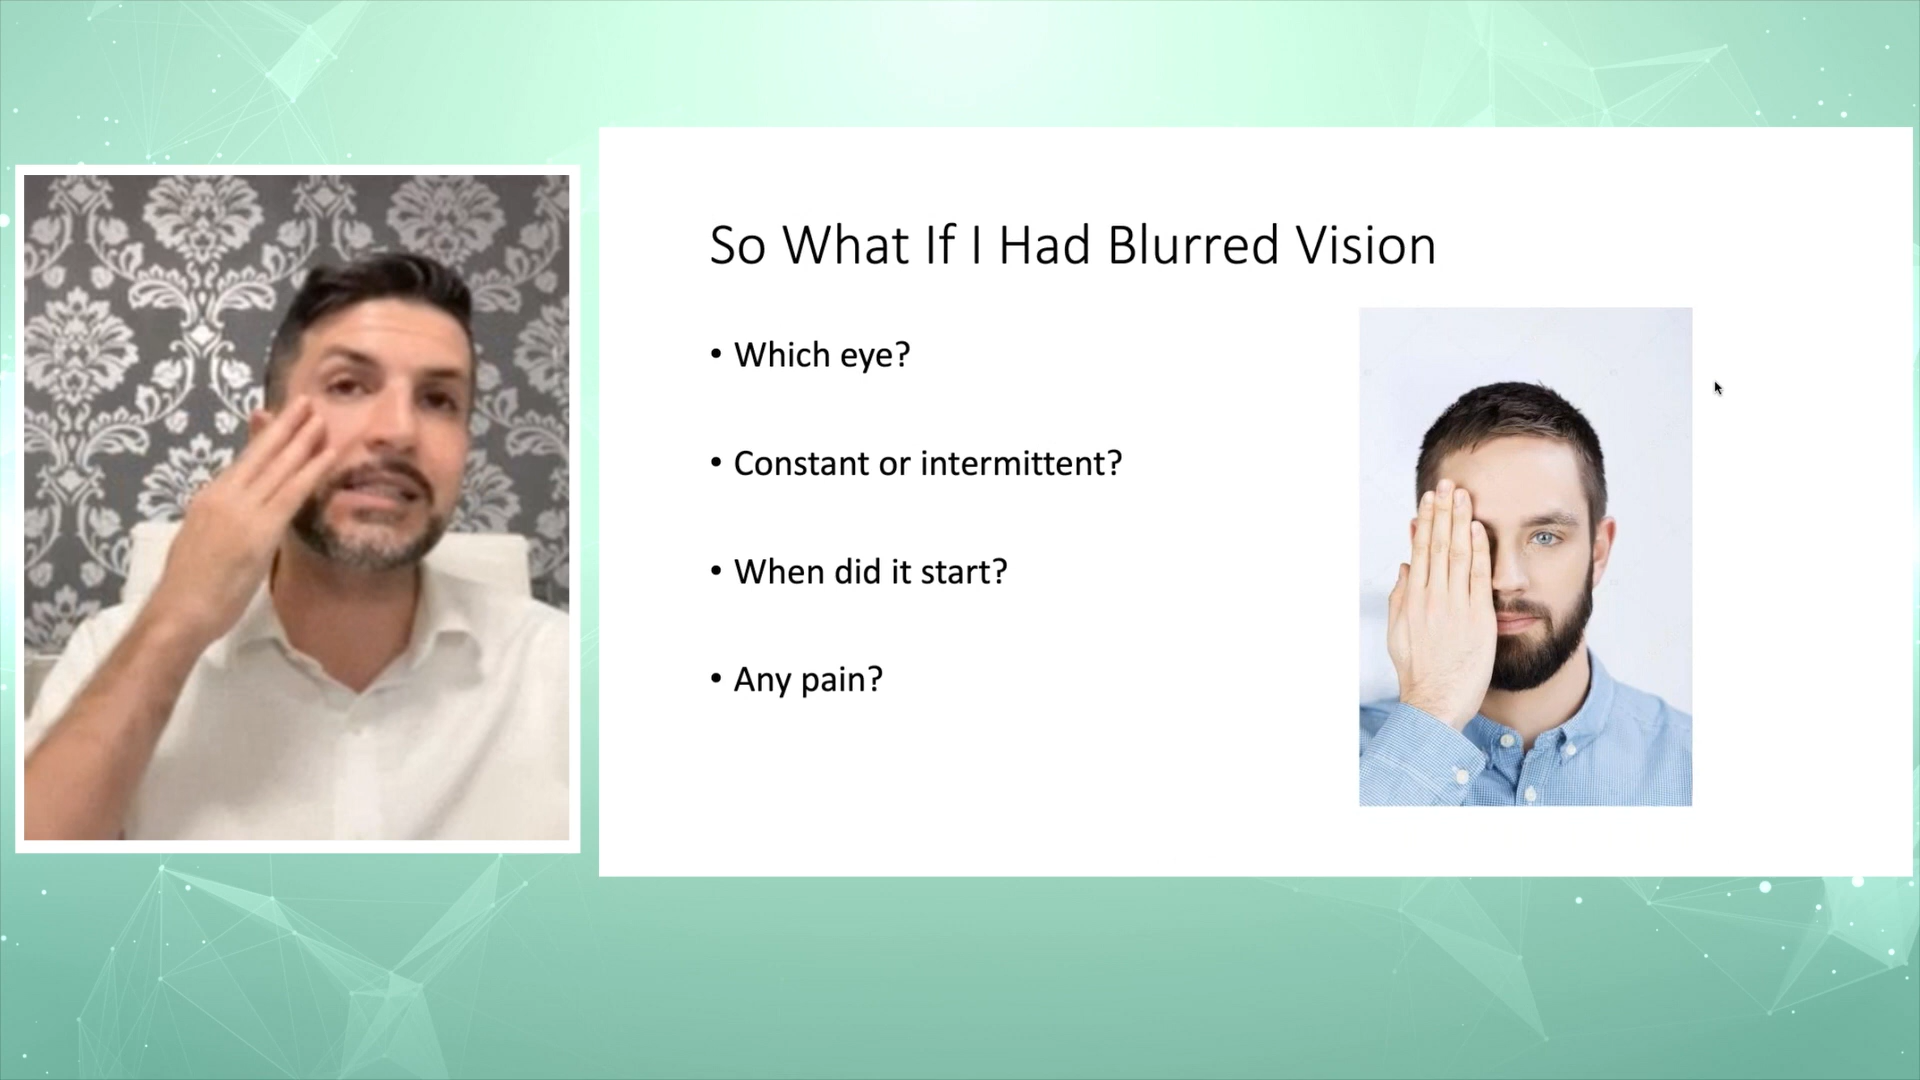 So What If I Had Blurred Vision
• Which eye?
• Constant or intermittent?
• When did it start?
• Any pain?